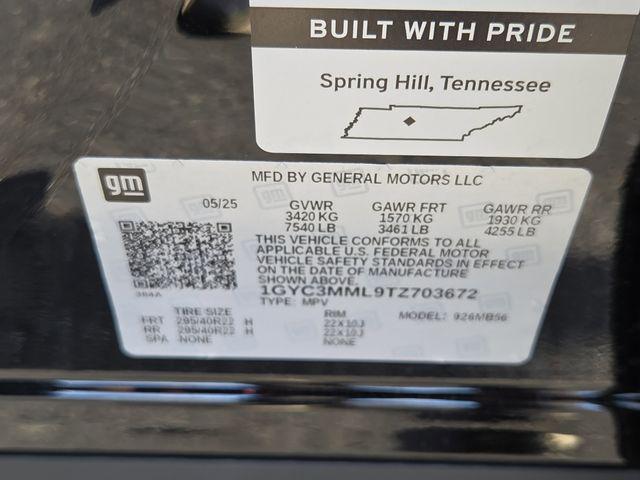 BUILT WITH PRIDE
Spring Hill, Tennessee
gm
MFD BY GENERAL MOTORS LLC
05/25 GVWR GAWR FRT GAWR RR
3420 KG 1570 KG 1930 KG
7540 LB 3461 LB 4255 LB
THIS VEHICLE CONFORMS TO ALL
APPLICABLE U.S. FEDERAL MOTOR
VEHICLE SAFETY STANDARDS IN EFFECT
ON THE DATE OF MANUFACTURE
SHOWN ABOVE.
1GYC3MML9TZ703672
384A TYPE: MPV
TIRE SIZE RIM MODEL: 926MB56
FRT 295/40R22 H 22X10J
RR 295/40R22 H 22X10J
SPA NONE NONE